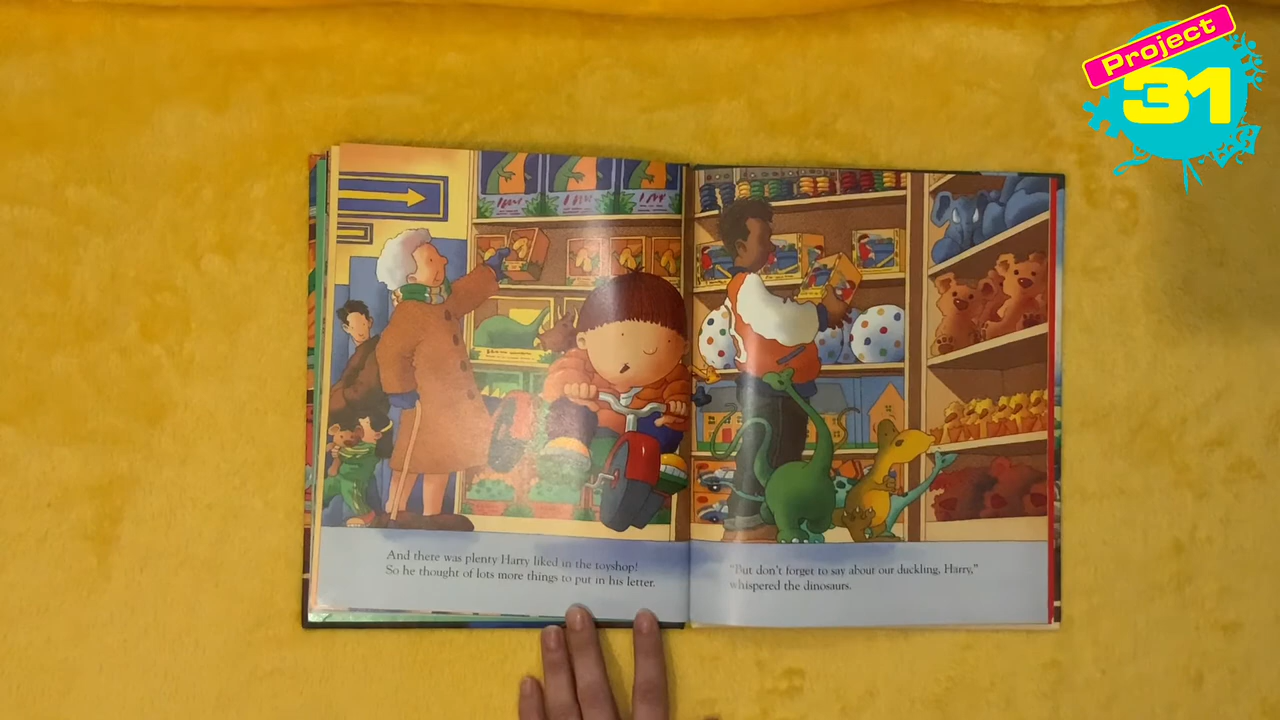 Project
31
And there was plenty Harry liked in the toyshop!
So he thought of lots more things to put in his letter.
"But don't forget to say about our duckling, Harry,"
whispered the dinosaurs.